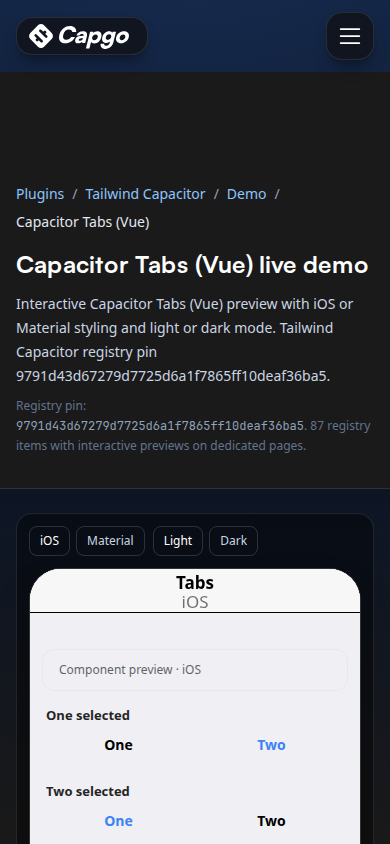 Capgo
Plugins / Tailwind Capacitor / Demo /
Capacitor Tabs (Vue)
Capacitor Tabs (Vue) live demo
Interactive Capacitor Tabs (Vue) preview with iOS or
Material styling and light or dark mode. Tailwind
Capacitor registry pin
9791d43d67279d7725d6a1f7865ff10deaf36ba5.
Registry pin:
9791d43d67279d7725d6a1f7865ff10deaf36ba5. 87 registry
items with interactive previews on dedicated pages.
iOS Material Light Dark
Tabs
iOS
Component preview · iOS
One selected
One Two
Two selected
One Two